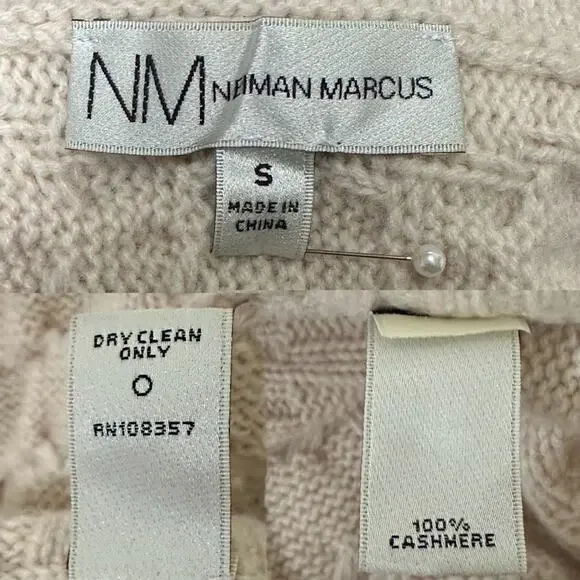 NM NEIMAN MARCUS
S
MADE IN
CHINA
DRY CLEAN
ONLY
RN108357
100%
CASHMERE